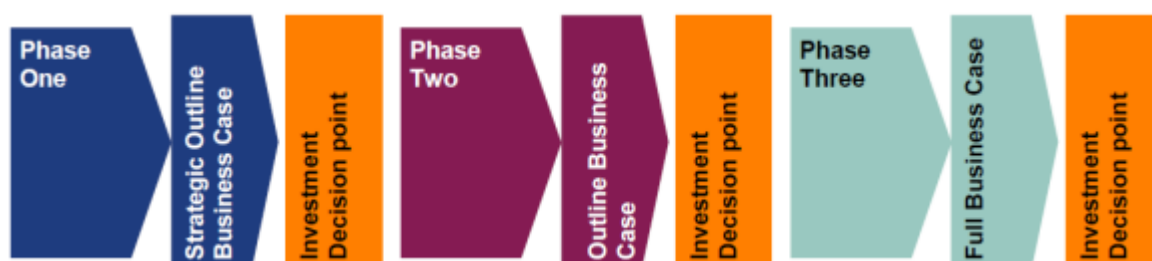 Phase
One
Strategic Outline
Business Case
Investment
Decision point
Phase
Two
Outline Business
Case
Investment
Decision point
Phase
Three
Full Business Case
Investment
Decision point